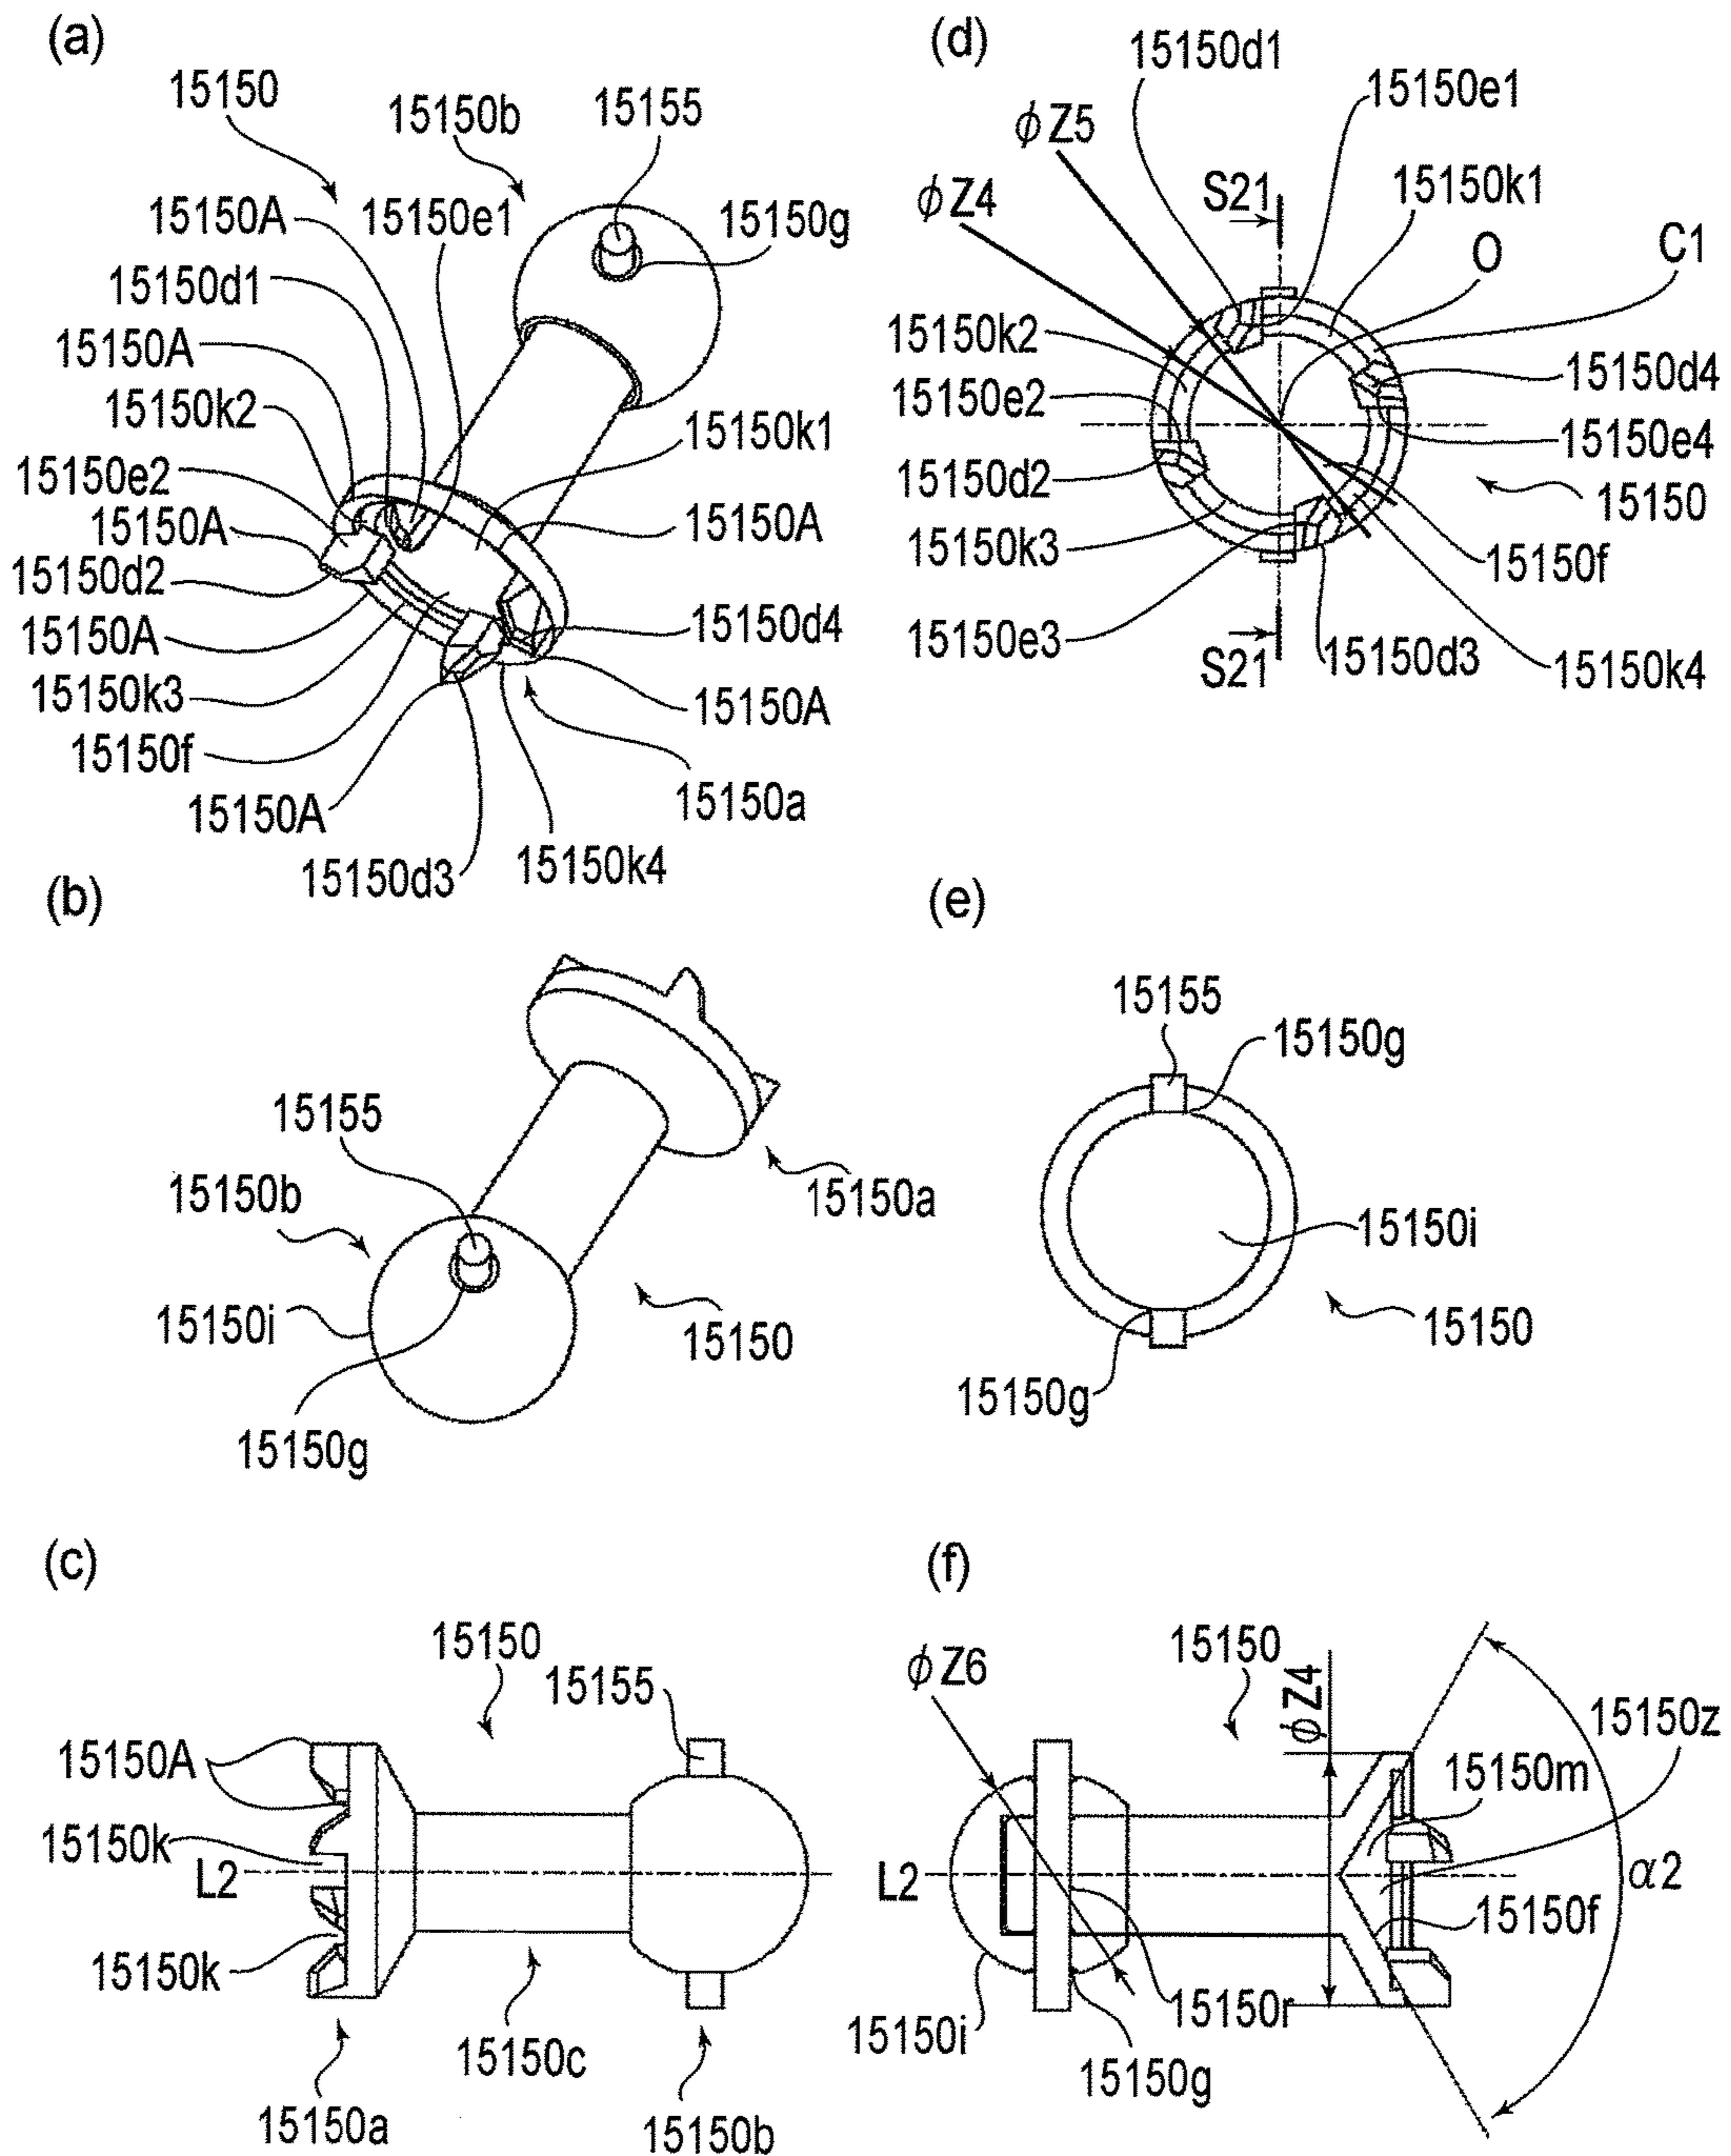 (a)
15150
15150b
15155
15150A
15150e1
15150g
15150d1
15150A
15150k2
15150k1
15150e2
15150A
15150A
15150d2
15150d4
15150A
15150k3
15150A
15150f
15150a
15150A
15150k4
15150d3
(d)
15150d1
15150e1
ϕZ5
15150k1
ϕZ4
S21
O
C1
15150k2
15150d4
15150e2
15150e4
15150d2
15150
15150k3
15150f
15150e3
15150d3
15150k4
S21
(b)
15155
15150b
15150a
15150i
15150
15150g
(e)
15155
15150g
15150i
15150
15150g
(c)
15150
15155
15150A
15150k
L2
15150k
15150c
15150a
15150b
(f)
15150
ϕZ6
ϕZ4
15150z
15150m
L2
α2
15150f
15150r
15150i
15150g